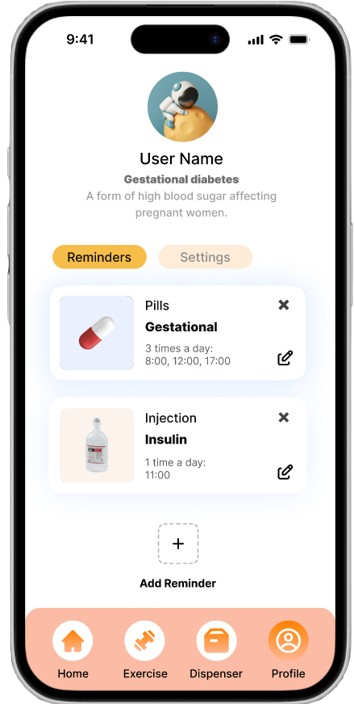 9:41
User Name
Gestational diabetes
A form of high blood sugar affecting
pregnant women.
Reminders
Settings
Pills
Gestational
3 times a day:
8:00, 12:00, 17:00
Injection
Insulin
1 time a day:
11:00
Add Reminder
Home
Exercise
Dispenser
Profile